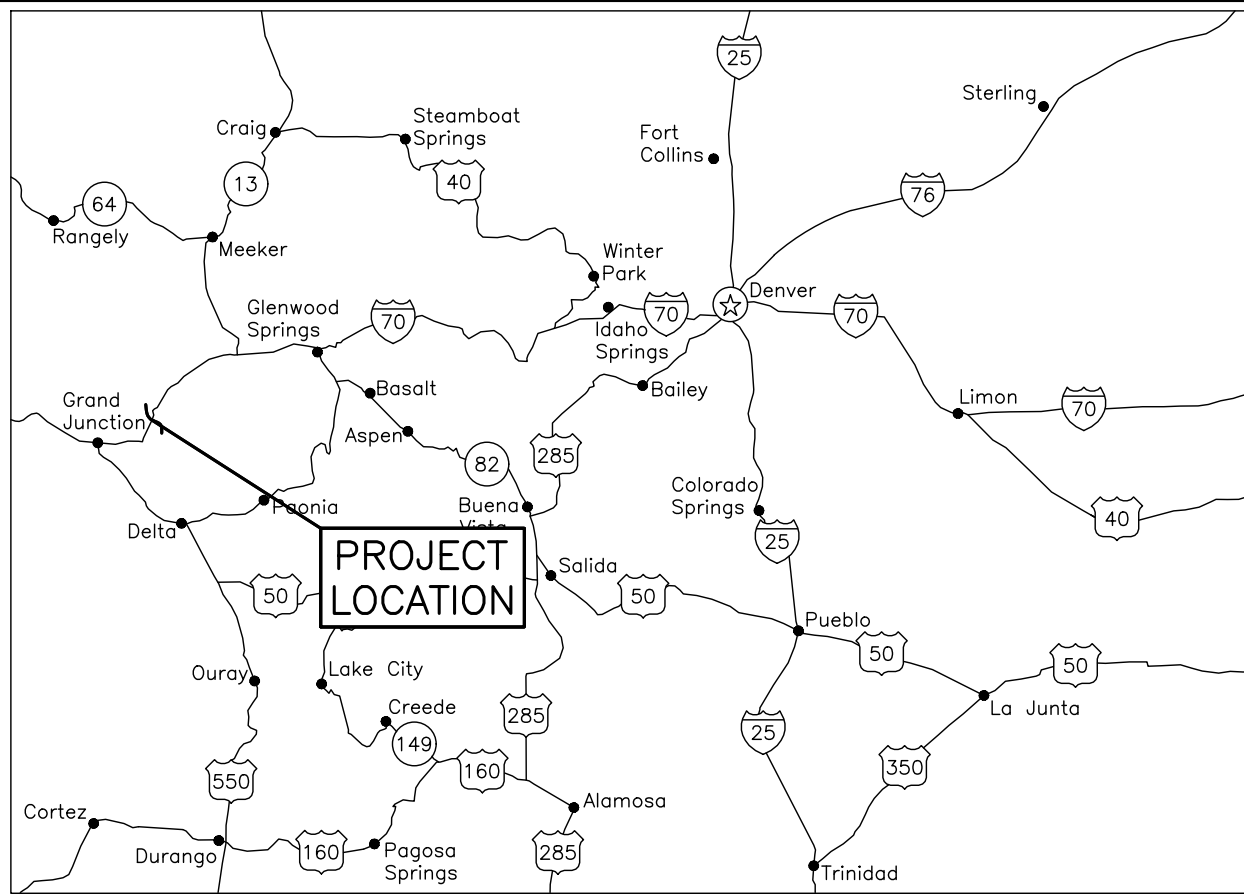 25
Sterling
Steamboat
Springs
Craig
Fort
Collins
13
40
76
64
Rangely
Meeker
Winter
Park
Glenwood
Springs
70
Idaho
Springs
70
Denver
70
Basalt
Bailey
Limon
70
Grand
Junction
Aspen
82
285
Colorado
Springs
Buena
Vista
Paonia
Delta
40
25
PROJECT
LOCATION
50
Salida
50
Pueblo
50
50
Ouray
Lake City
La Junta
Creede
285
25
149
160
350
550
Alamosa
Cortez
Durango
160
Pagosa
Springs
285
Trinidad